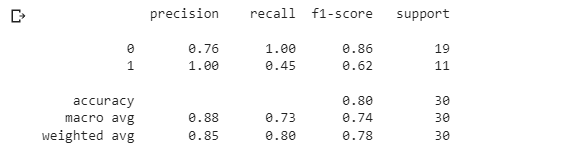 precision recall f1-score support
0 0.76 1.00 0.86 19
1 1.00 0.45 0.62 11
accuracy 0.80 30
macro avg 0.88 0.73 0.74 30
weighted avg 0.85 0.80 0.78 30